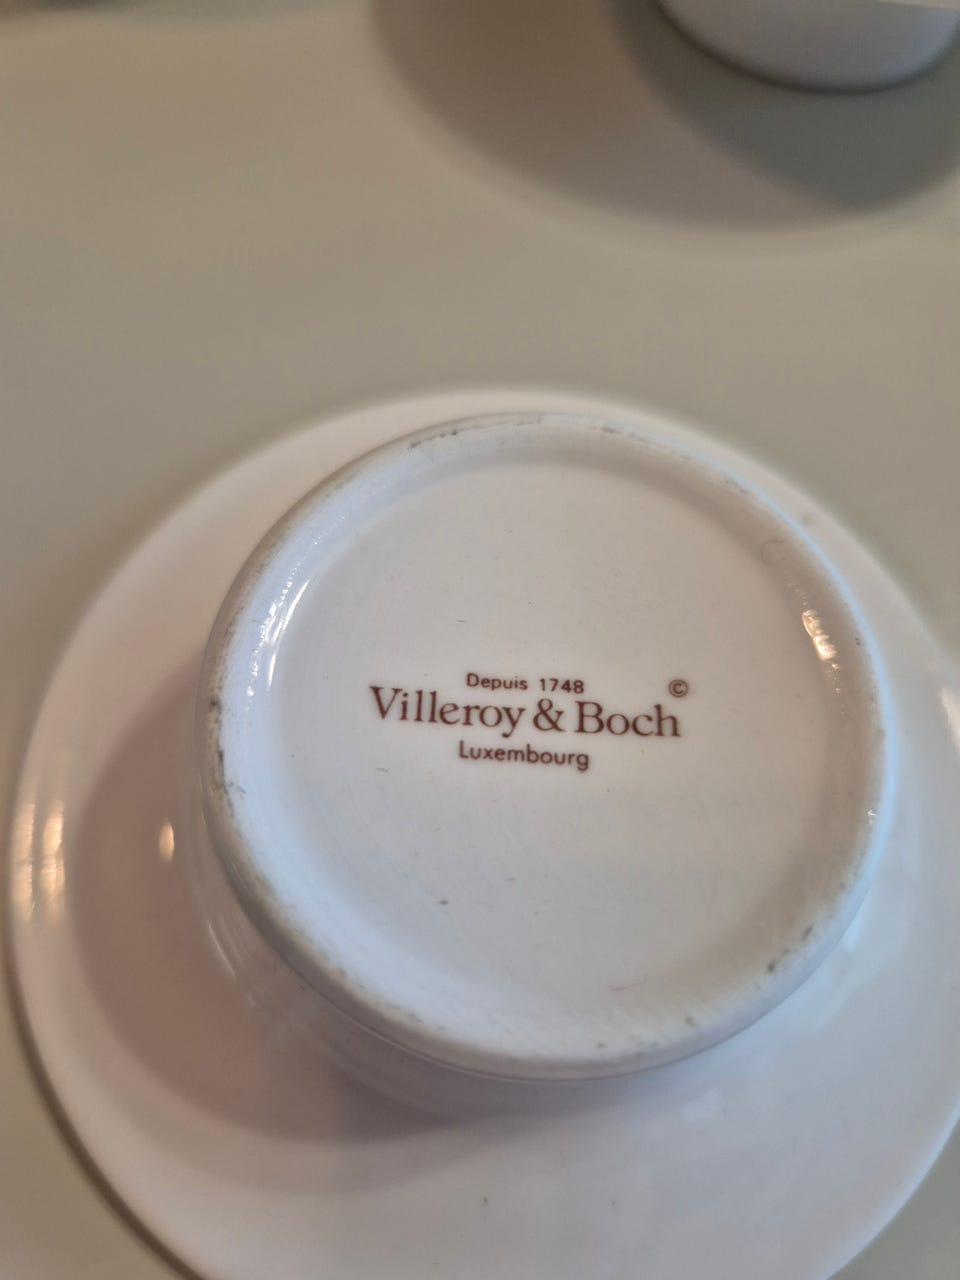 Depuis 1748
Villeroy & Boch ©
Luxembourg